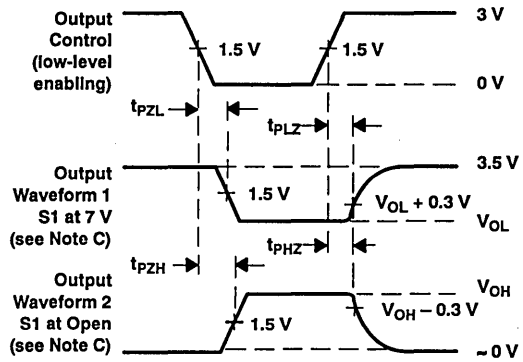 Output
Control
(low-level
enabling)
1.5 V
1.5 V
3 V
0 V
tPZL
tPLZ
Output
Waveform 1
S1 at 7 V
(see Note C)
1.5 V
3.5 V
VOL + 0.3 V
VOL
tPZH
tPHZ
Output
Waveform 2
S1 at Open
(see Note C)
1.5 V
VOH
VOH – 0.3 V
~ 0 V